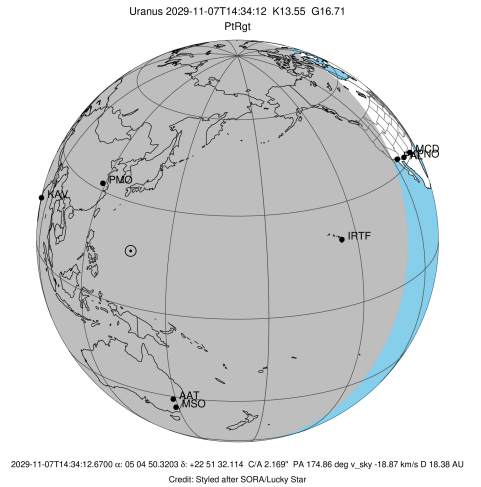 Uranus 2029-11-07T14:34:12 K13.55 G16.71
PtRgt
MCD
KPNO
PMO
KAV
IRTF
AAT
MSO
2029-11-07T14:34:12.6700 α: 05 04 50.3203 δ: +22 51 32.114 C/A 2.169" PA 174.86 deg v_sky -18.87 km/s D 18.38 AU
Credit: Styled after SORA/Lucky Star